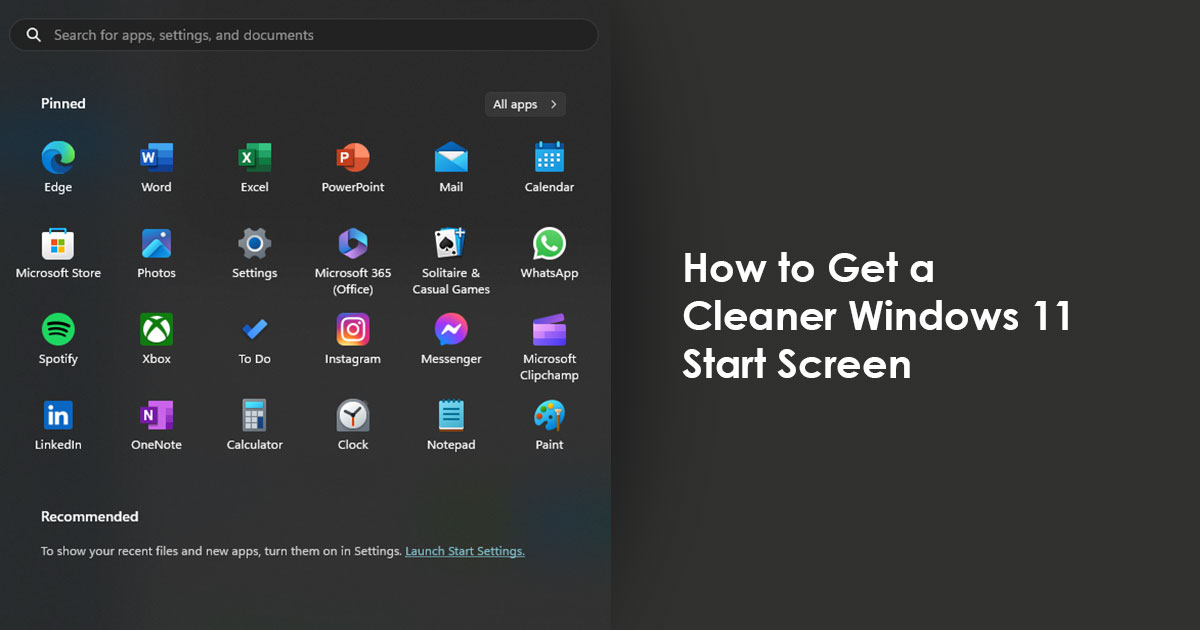 Search for apps, settings, and documents
Pinned
All apps
Edge
Word
Excel
PowerPoint
Mail
Calendar
Microsoft Store
Photos
Settings
Microsoft 365
(Office)
Solitaire &
Casual Games
WhatsApp
Spotify
Xbox
To Do
Instagram
Messenger
Microsoft
Clipchamp
LinkedIn
OneNote
Calculator
Clock
Notepad
Paint
Recommended
To show your recent files and new apps, turn them on in Settings. Launch Start Settings.
How to Get a
Cleaner Windows 11
Start Screen